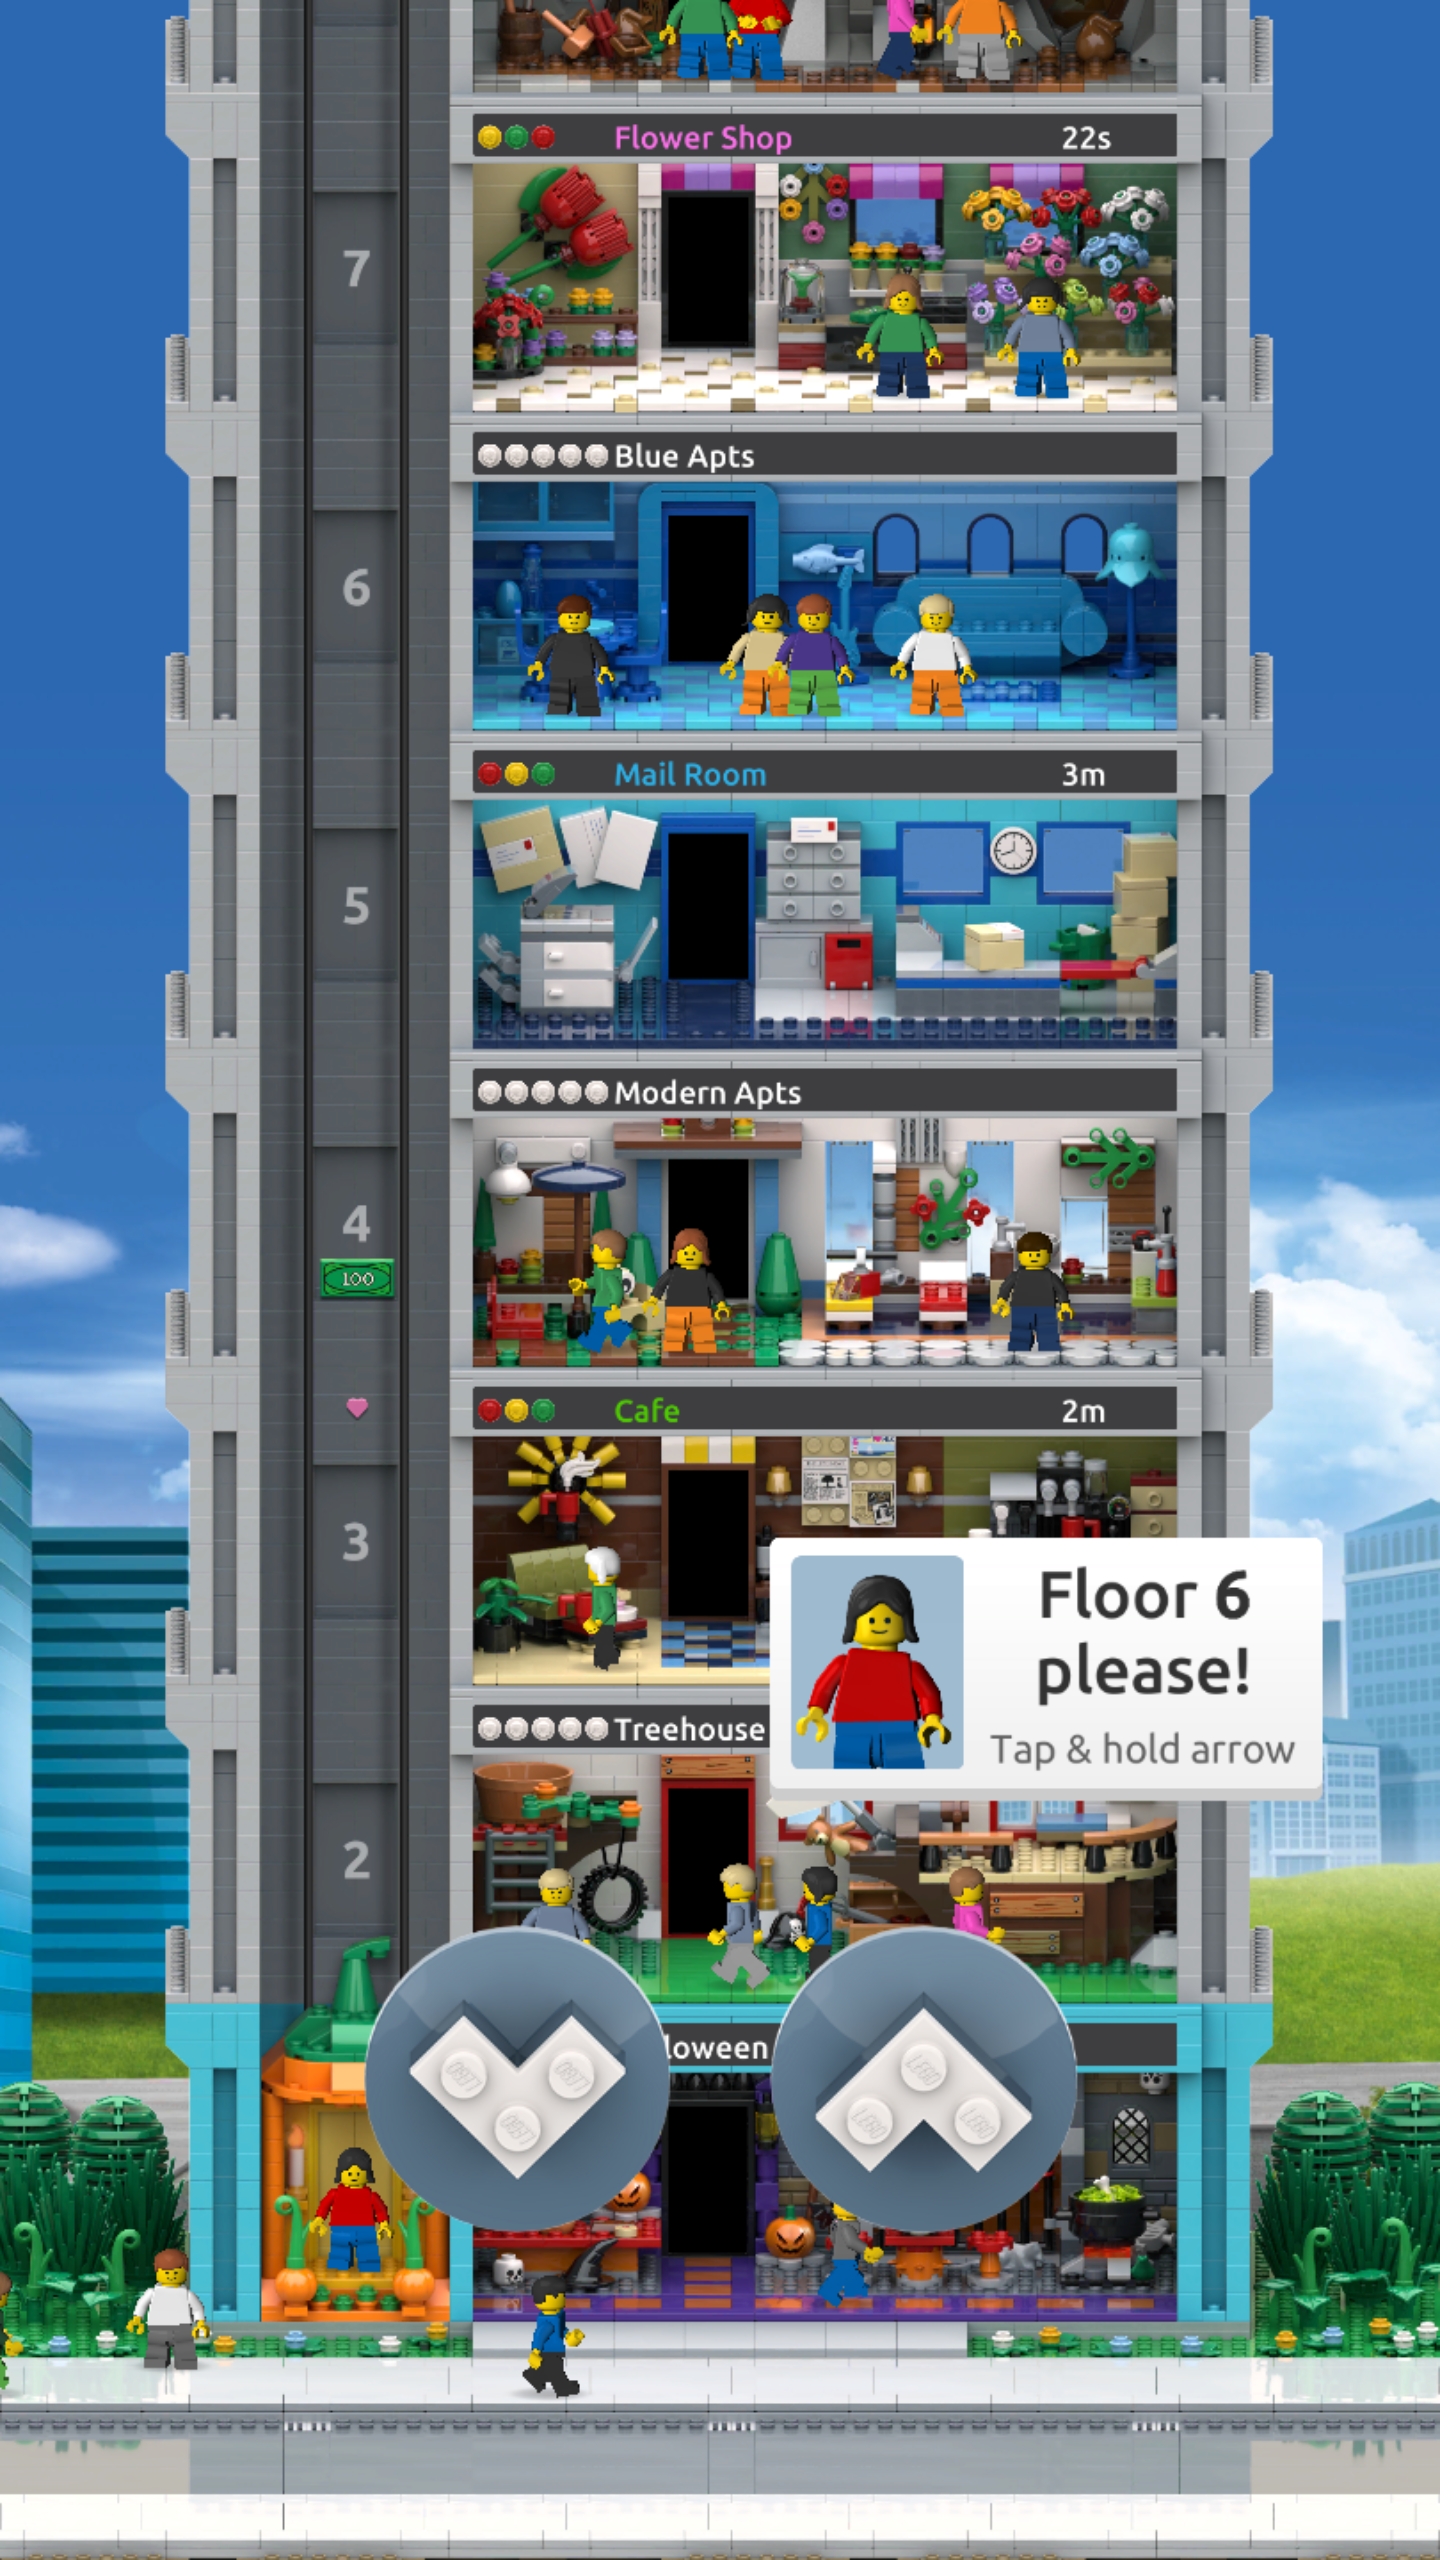 Flower Shop 22s
7
Blue Apts
6
Mail Room 3m
5
Modern Apts
4
100
Cafe 2m
3
Floor 6
please!
Tap & hold arrow
Treehouse
2
loween